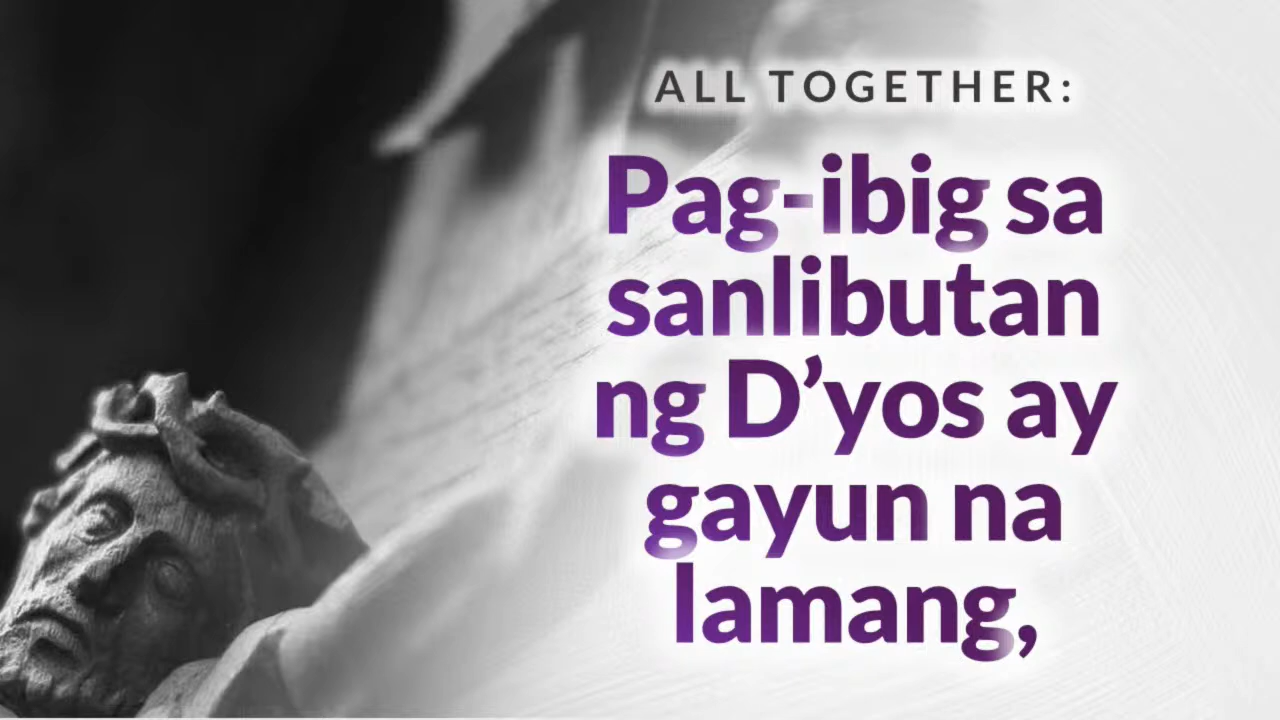 ALL TOGETHER:
Pag-ibig sa
sanlibutan
ng D’yos ay
gayun na
lamang,